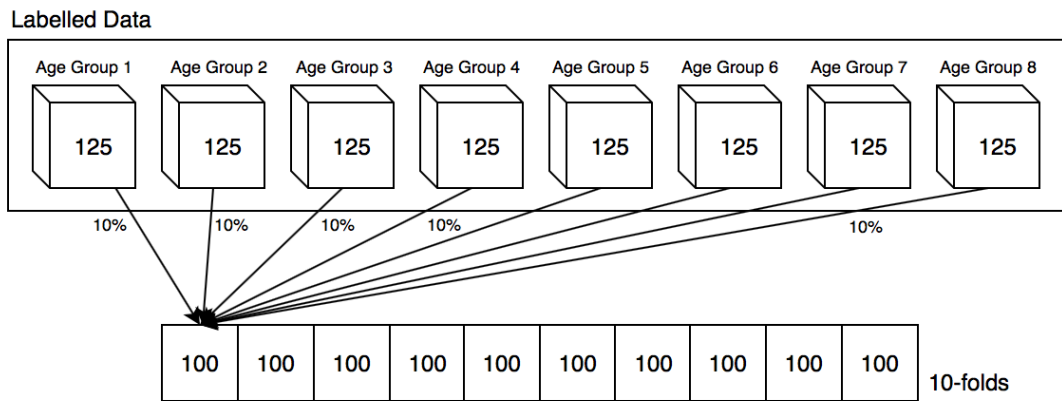 Labelled Data
Age Group 1 Age Group 2 Age Group 3 Age Group 4 Age Group 5 Age Group 6 Age Group 7 Age Group 8
125 125 125 125 125 125 125 125
10% 10% 10% 10% 10%
100 100 100 100 100 100 100 100 100 100
10-folds